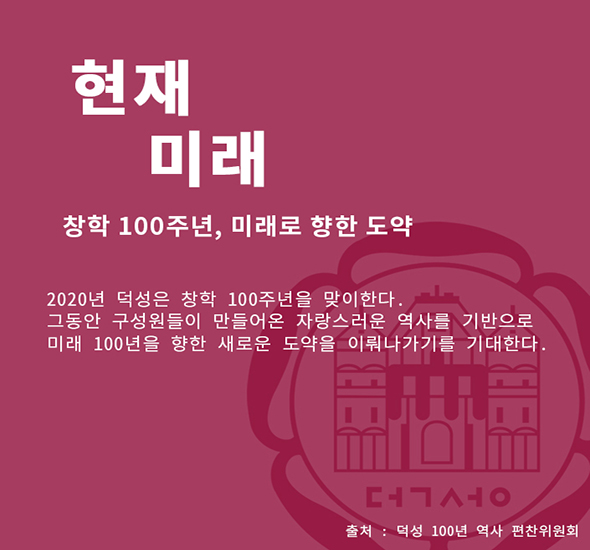 현재
미래
창학 100주년, 미래로 향한 도약
2020년 덕성은 창학 100주년을 맞이한다.
그동안 구성원들이 만들어온 자랑스러운 역사를 기반으로
미래 100년을 향한 새로운 도약을 이뤄나가기를 기대한다.
출처 : 덕성 100년 역사 편찬위원회